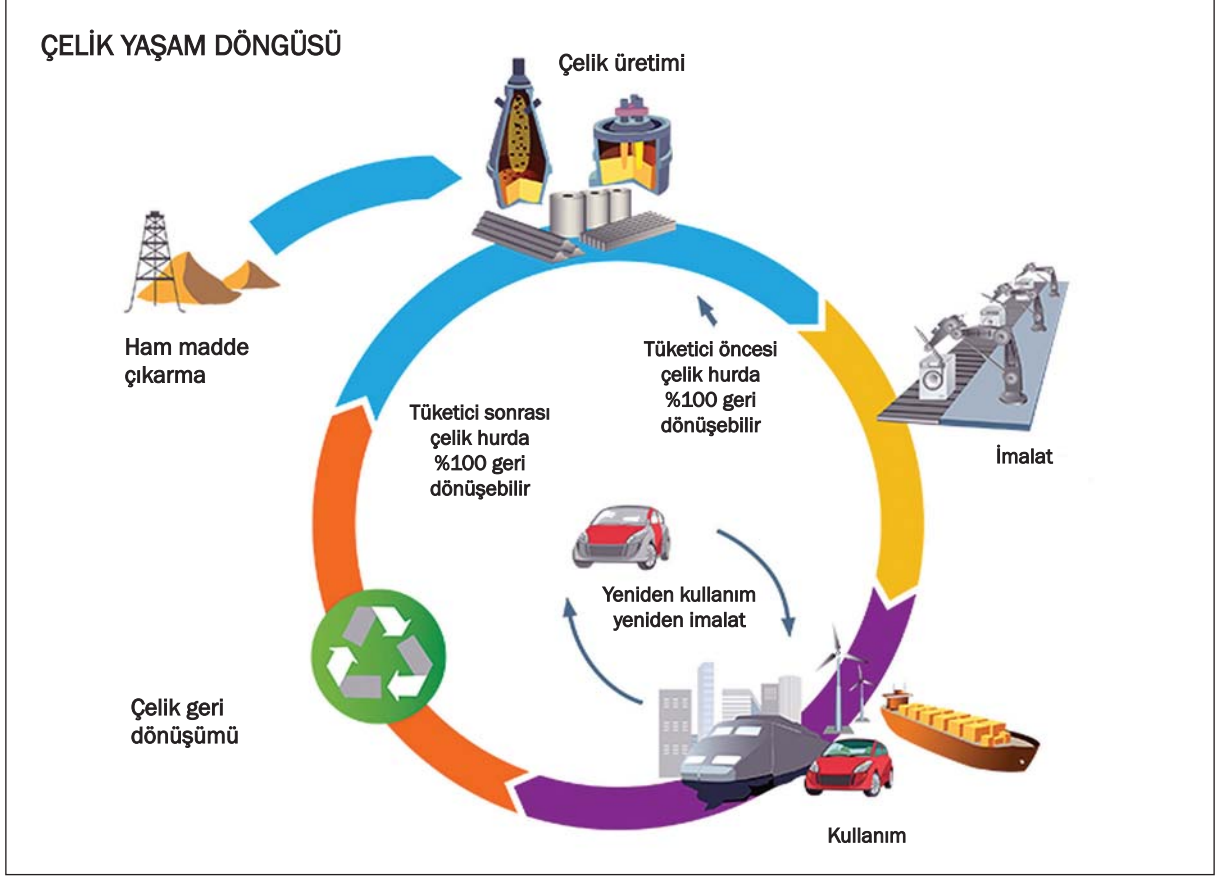 ÇELİK YAŞAM DÖNGÜSÜ
Çelik üretimi
Ham madde
çıkarma
Tüketici öncesi
çelik hurda
%100 geri
dönüşebilir
Tüketici sonrası
çelik hurda
%100 geri
dönüşebilir
İmalat
Yeniden kullanım
yeniden imalat
Çelik geri
dönüşümü
Kullanım